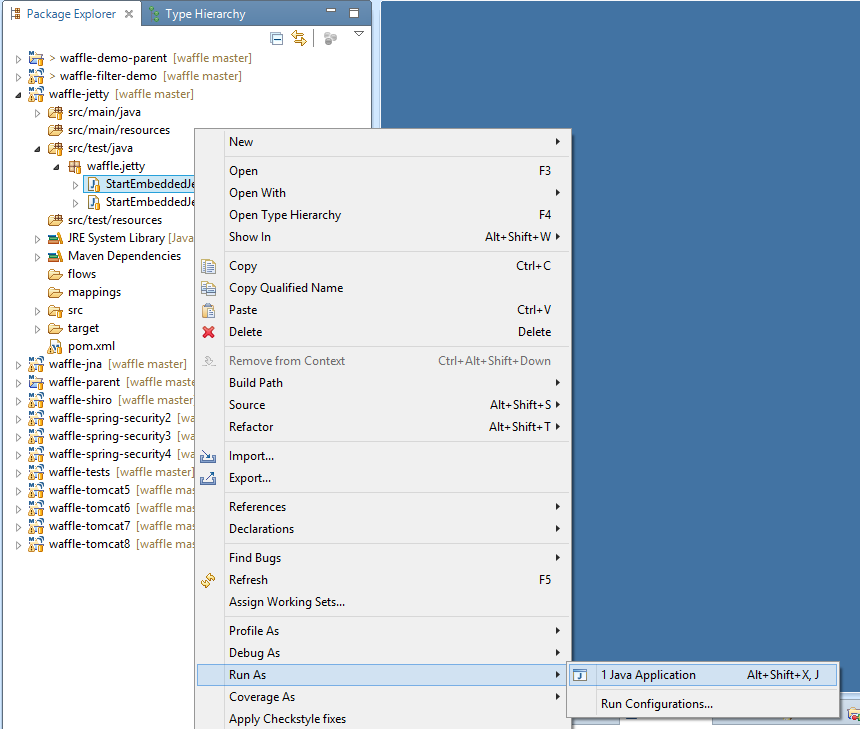 Package Explorer
Type Hierarchy
> waffle-demo-parent [waffle master]
> waffle-filter-demo [waffle master]
waffle-jetty [waffle master]
src/main/java
src/main/resources
src/test/java
waffle.jetty
StartEmbeddedJe
StartEmbeddedJe
src/test/resources
JRE System Library [Java
Maven Dependencies
flows
mappings
src
target
pom.xml
waffle-jna [waffle master]
waffle-parent [waffle maste
waffle-shiro [waffle master
waffle-spring-security2 [wa
waffle-spring-security3 [wa
waffle-spring-security4 [wa
waffle-tests [waffle master]
waffle-tomcat5 [waffle mas
waffle-tomcat6 [waffle mas
waffle-tomcat7 [waffle mas
waffle-tomcat8 [waffle mas
New
Open F3
Open With
Open Type Hierarchy F4
Show In Alt+Shift+W
Copy Ctrl+C
Copy Qualified Name
Paste Ctrl+V
Delete Delete
Remove from Context Ctrl+Alt+Shift+Down
Build Path
Source Alt+Shift+S
Refactor Alt+Shift+T
Import...
Export...
References
Declarations
Find Bugs
Refresh F5
Assign Working Sets...
Profile As
Debug As
Run As
Coverage As
Apply Checkstyle fixes
1 Java Application Alt+Shift+X, J
Run Configurations...